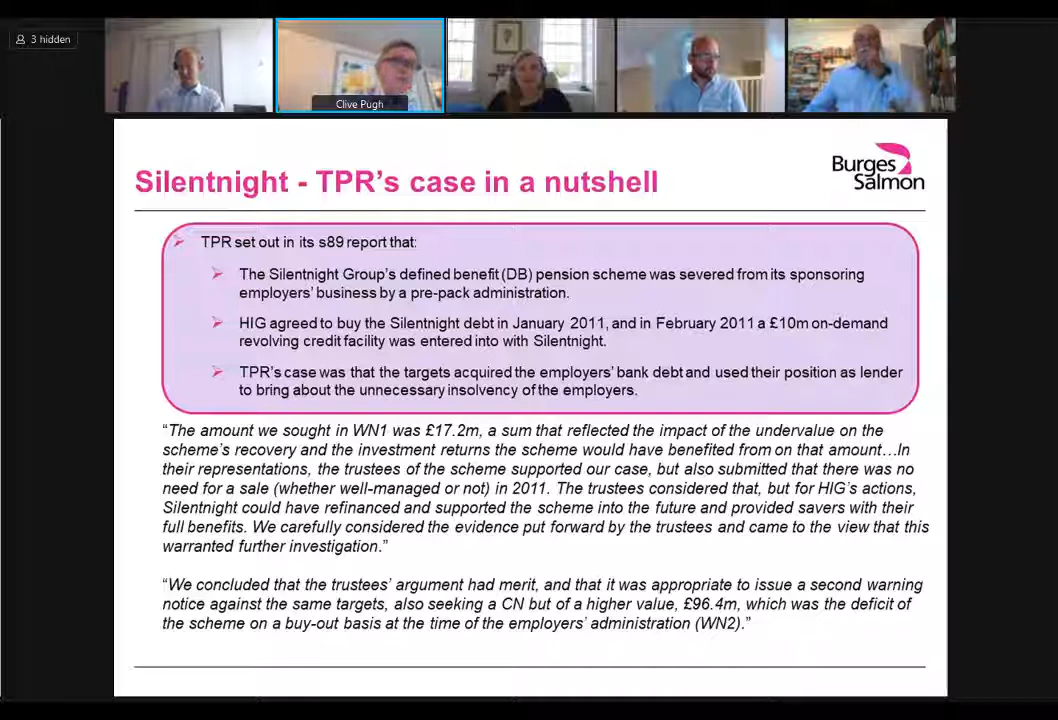 3 hidden
Clive Pugh
Burges
Salmon
Silentnight - TPR's case in a nutshell
TPR set out in its s89 report that:
The Silentnight Group's defined benefit (DB) pension scheme was severed from its sponsoring
employers' business by a pre-pack administration.
HIG agreed to buy the Silentnight debt in January 2011, and in February 2011 a £10m on-demand
revolving credit facility was entered into with Silentnight.
TPR's case was that the targets acquired the employers' bank debt and used their position as lender
to bring about the unnecessary insolvency of the employers.
"The amount we sought in WN1 was £17.2m, a sum that reflected the impact of the undervalue on the
scheme's recovery and the investment returns the scheme would have benefited from on that amount…In
their representations, the trustees of the scheme supported our case, but also submitted that there was no
need for a sale (whether well-managed or not) in 2011. The trustees considered that, but for HIG's actions,
Silentnight could have refinanced and supported the scheme into the future and provided savers with their
full benefits. We carefully considered the evidence put forward by the trustees and came to the view that this
warranted further investigation."
"We concluded that the trustees' argument had merit, and that it was appropriate to issue a second warning
notice against the same targets, also seeking a CN but of a higher value, £96.4m, which was the deficit of
the scheme on a buy-out basis at the time of the employers' administration (WN2)."